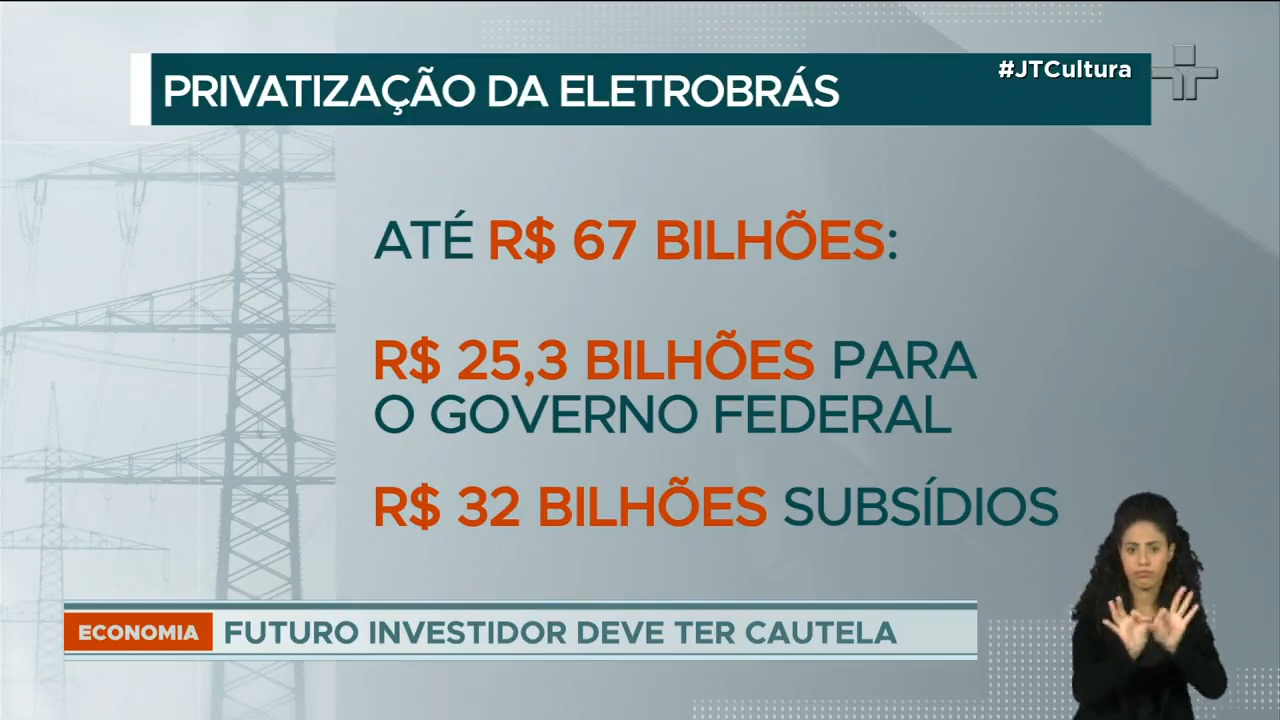 PRIVATIZAÇÃO DA ELETROBRÁS
#JTCultura
ATÉ R$ 67 BILHÕES:
R$ 25,3 BILHÕES PARA
O GOVERNO FEDERAL
R$ 32 BILHÕES SUBSÍDIOS
ECONOMIA FUTURO INVESTIDOR DEVE TER CAUTELA